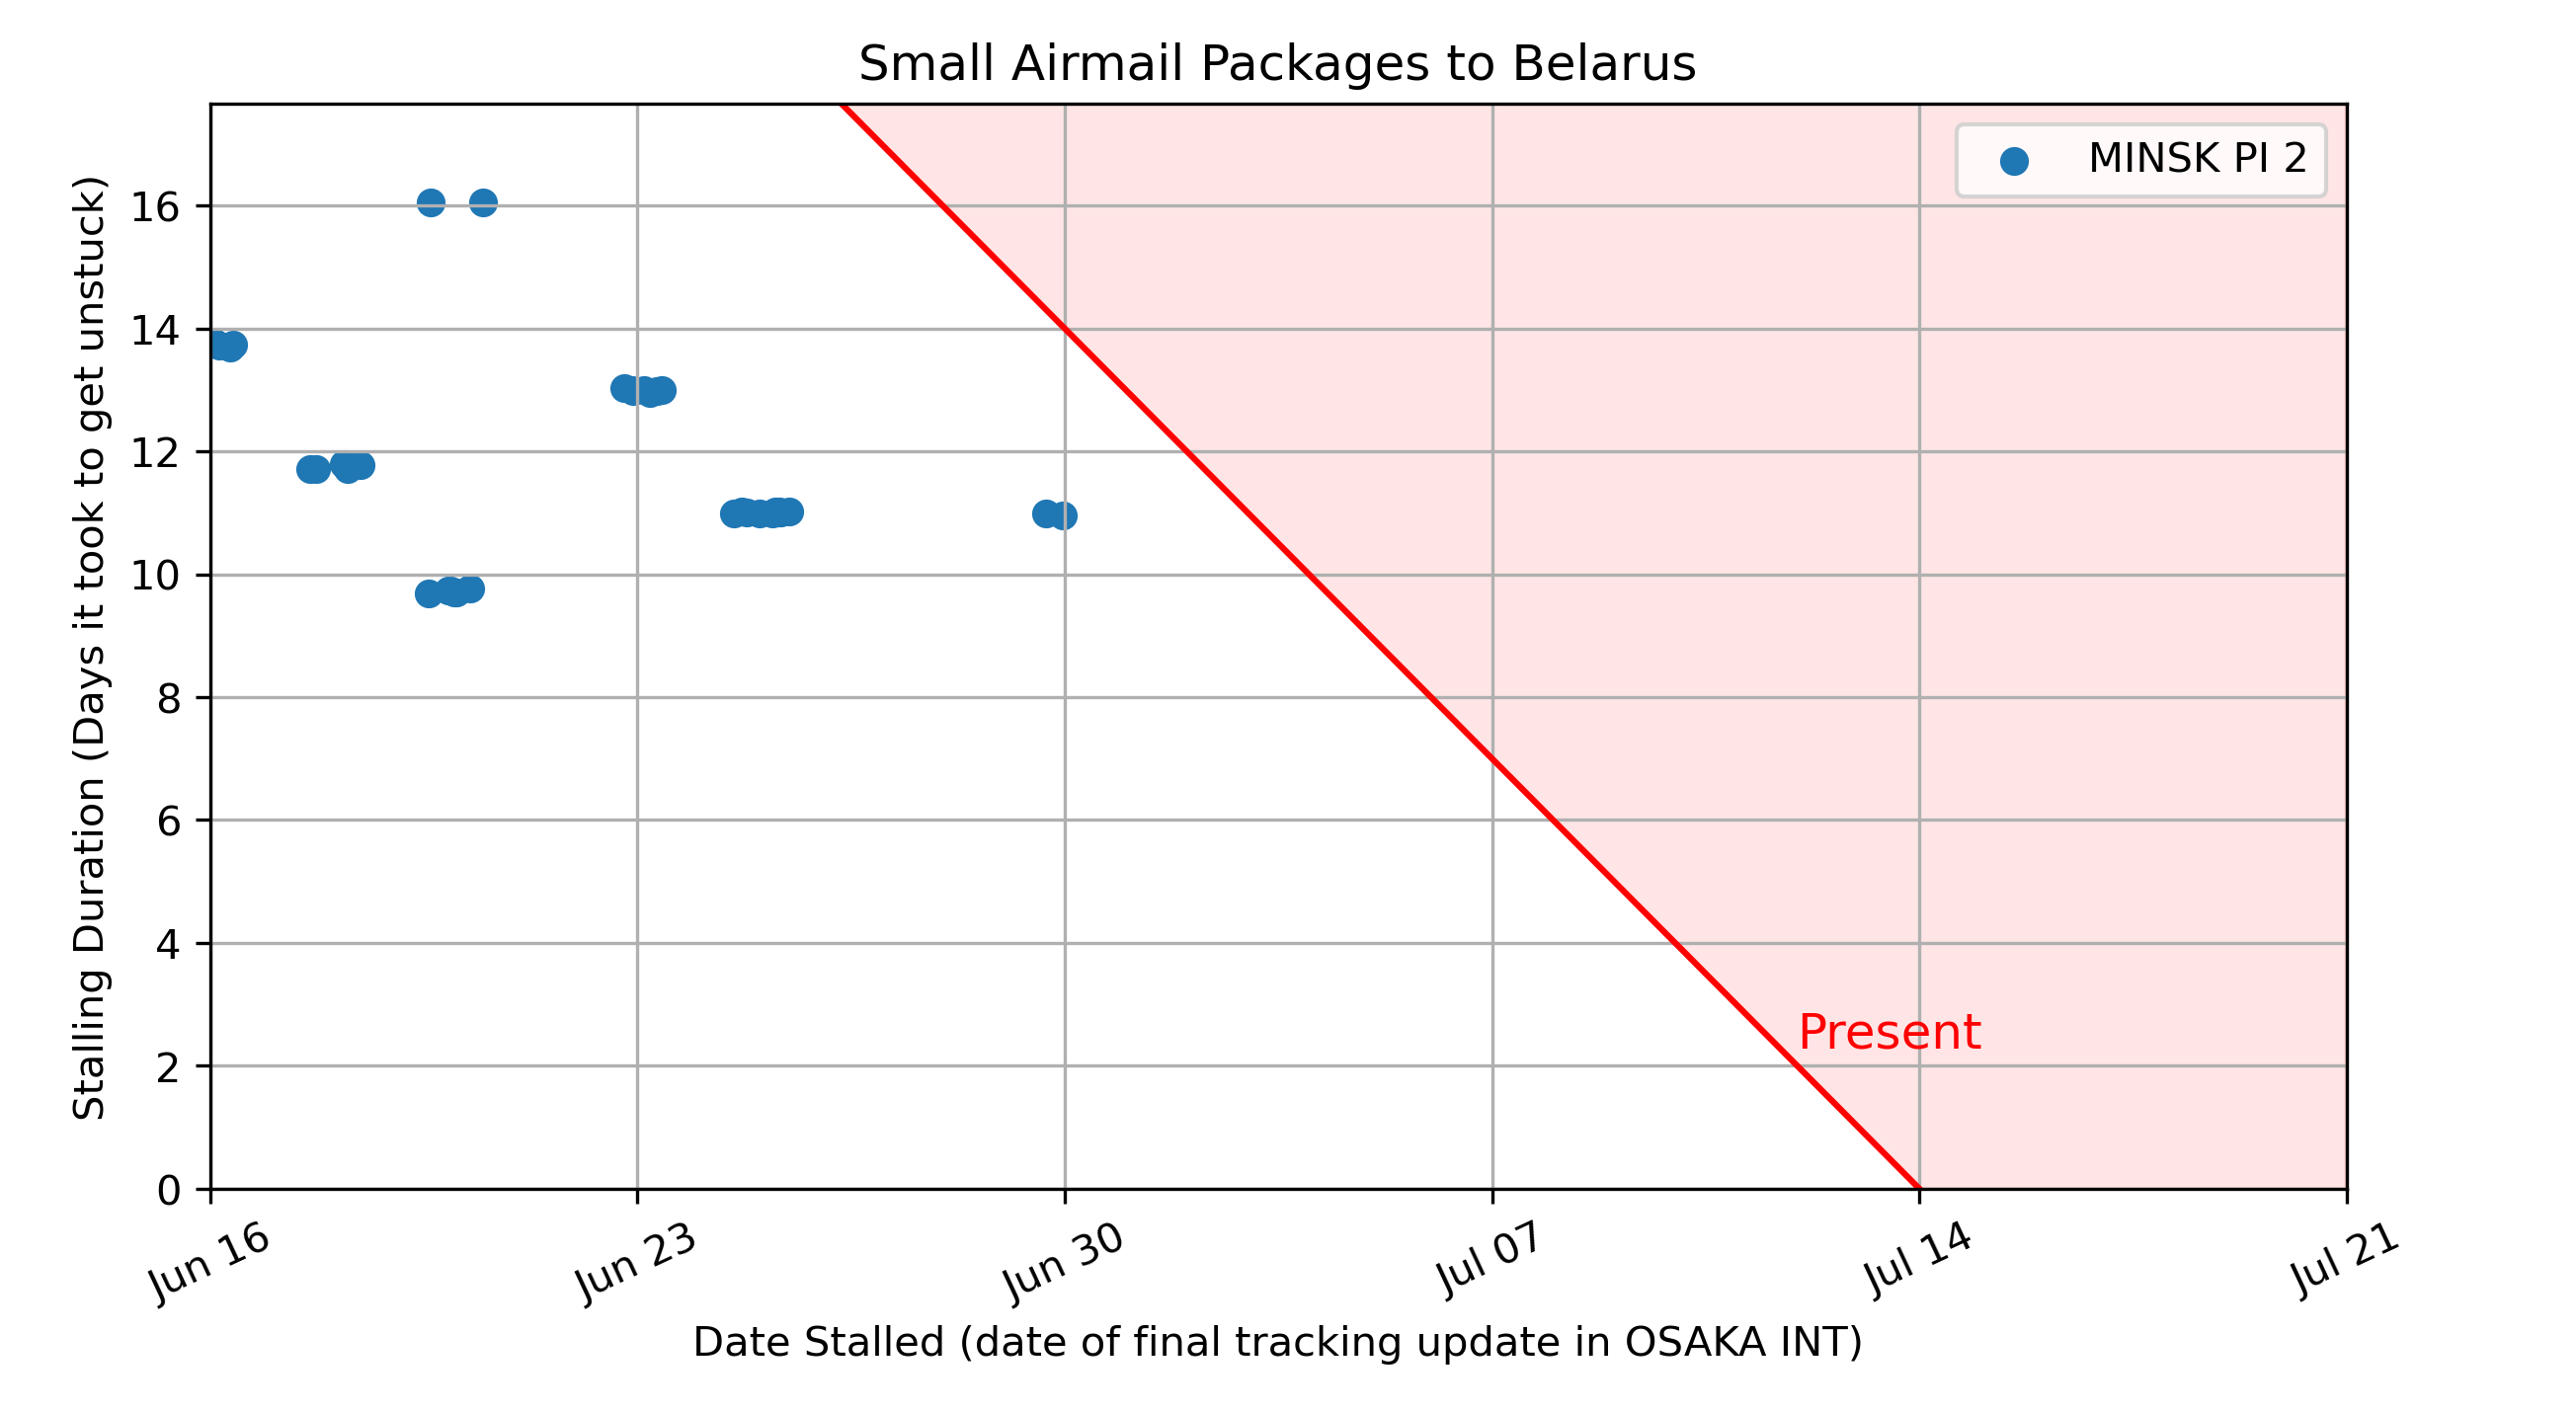 Small Airmail Packages to Belarus
MINSK PI 2
Stalling Duration (Days it took to get unstuck)
16
14
12
10
8
6
4
2
0
Present
Jun 16
Jun 23
Jun 30
Jul 07
Jul 14
Jul 21
Date Stalled (date of final tracking update in OSAKA INT)